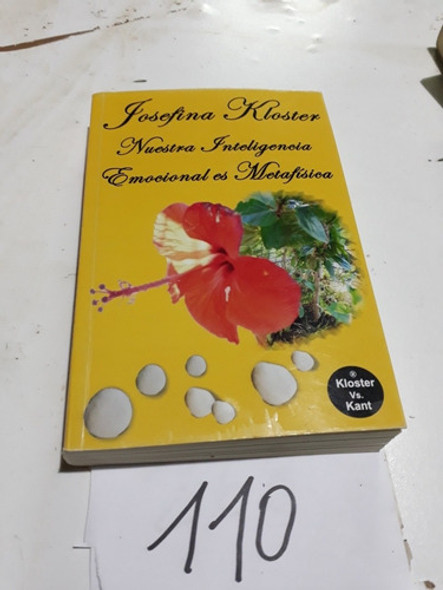 Josefina Kloster
Nuestra Inteligencia
Emocional es Metafísica
®
Kloster
Vs.
Kant
110